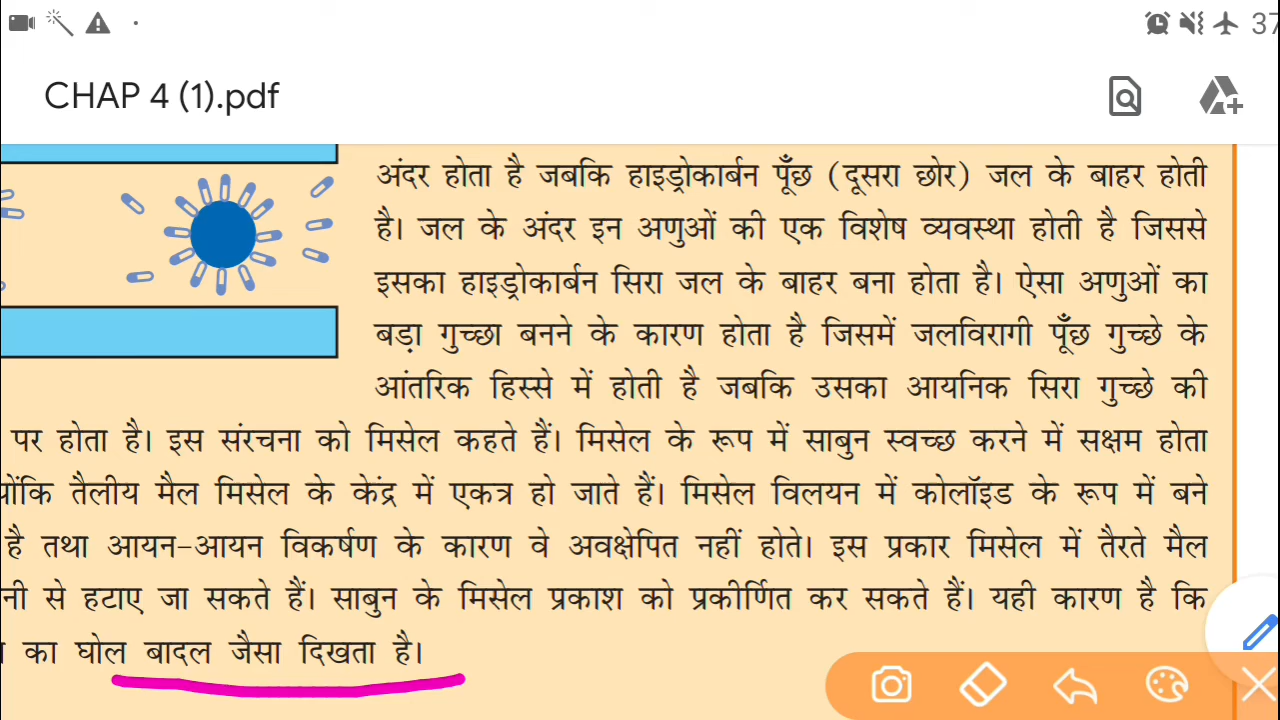 37
CHAP 4 (1).pdf
अंदर होता है जबकि हाइड्रोकार्बन पूँछ (दूसरा छोर) जल के बाहर होती
है। जल के अंदर इन अणुओं की एक विशेष व्यवस्था होती है जिससे
इसका हाइड्रोकार्बन सिरा जल के बाहर बना होता है। ऐसा अणुओं का
बड़ा गुच्छा बनने के कारण होता है जिसमें जलविरागी पूँछ गुच्छे के
आंतरिक हिस्से में होती है जबकि उसका आयनिक सिरा गुच्छे की
पर होता है। इस संरचना को मिसेल कहते हैं। मिसेल के रूप में साबुन स्वच्छ करने में सक्षम होता
तैलीय मैल मिसेल के केंद्र में एकत्र हो जाते हैं। मिसेल विलयन में कोलॉइड के रूप में बने
है तथा आयन-आयन विकर्षण के कारण वे अवक्षेपित नहीं होते। इस प्रकार मिसेल में तैरते मैल
से हटाए जा सकते हैं। साबुन के मिसेल प्रकाश को प्रकीर्णित कर सकते हैं। यही कारण है कि
का घोल बादल जैसा दिखता है।